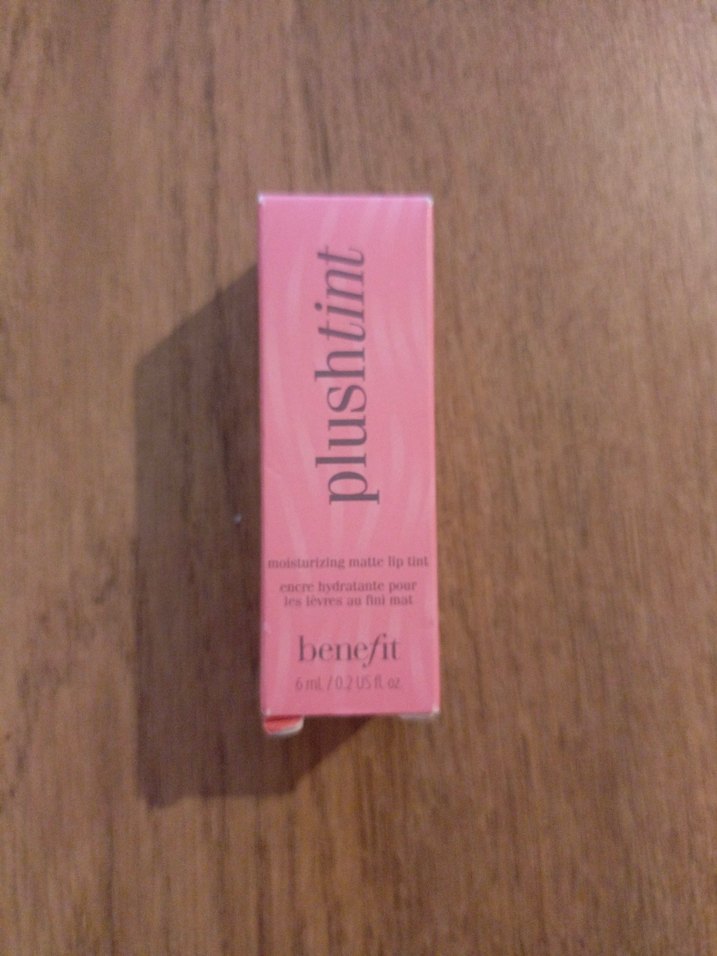 plushtint
moisturizing matte lip tint
encre hydratante pour
les lèvres au fini mat
benefit
6 mL / 0.2 US fl. oz